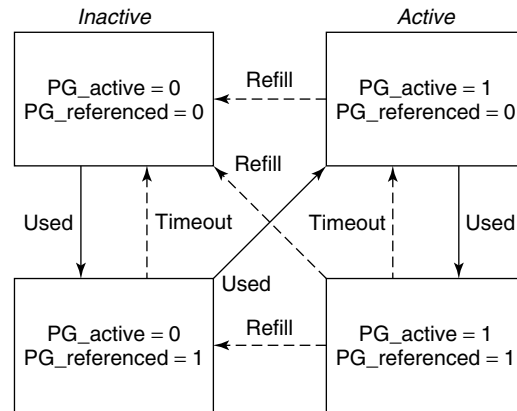 Inactive
Active
PG_active = 0
PG_referenced = 0
Refill
PG_active = 1
PG_referenced = 0
Refill
Used
Timeout
Timeout
Used
Used
PG_active = 0
PG_referenced = 1
Refill
PG_active = 1
PG_referenced = 1